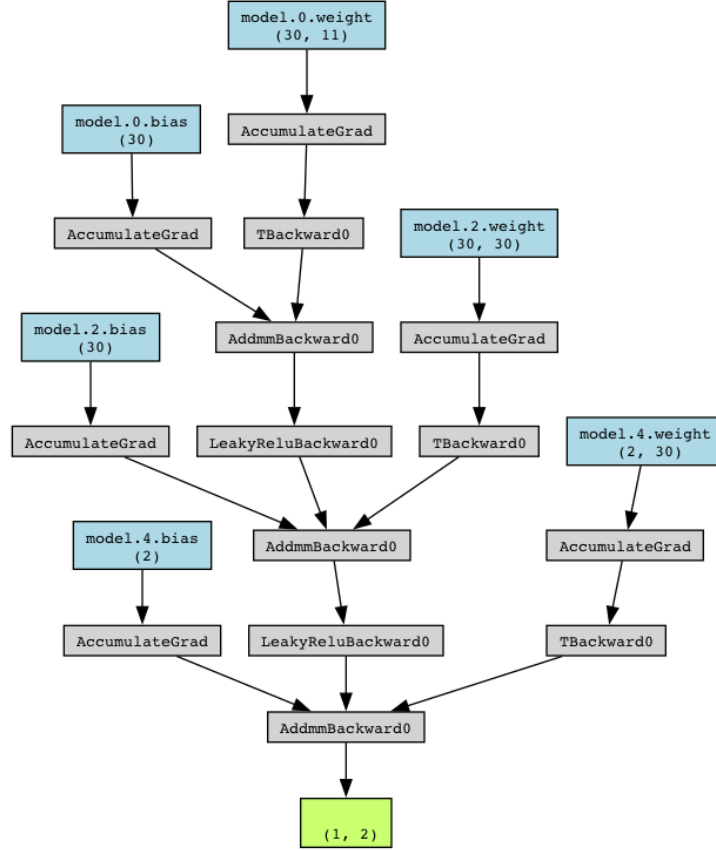 model.0.weight
(30, 11)
model.0.bias
(30)
AccumulateGrad
AccumulateGrad
TBackward0
model.2.weight
(30, 30)
model.2.bias
(30)
AddmmBackward0
AccumulateGrad
AccumulateGrad
LeakyReluBackward0
TBackward0
model.4.weight
(2, 30)
model.4.bias
(2)
AddmmBackward0
AccumulateGrad
AccumulateGrad
LeakyReluBackward0
TBackward0
AddmmBackward0
(1, 2)